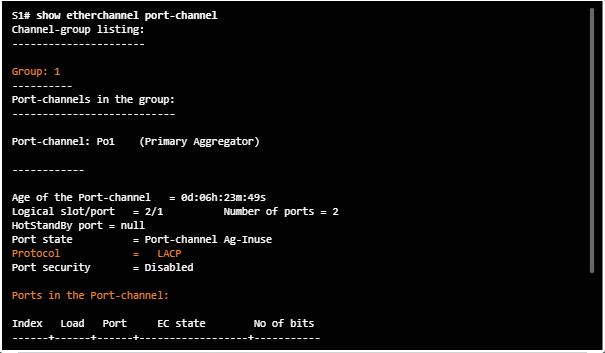 S1# show etherchannel port-channel
Channel-group listing:
----------------------
Group: 1
----------
Port-channels in the group:
---------------------------
Port-channel: Po1    (Primary Aggregator)
------------
Age of the Port-channel   = 0d:06h:23m:49s
Logical slot/port   = 2/1          Number of ports = 2
HotStandBy port = null
Port state          = Port-channel Ag-Inuse
Protocol            =   LACP
Port security       = Disabled
Ports in the Port-channel:
Index   Load   Port     EC state        No of bits
------+------+------+------------------+-----------